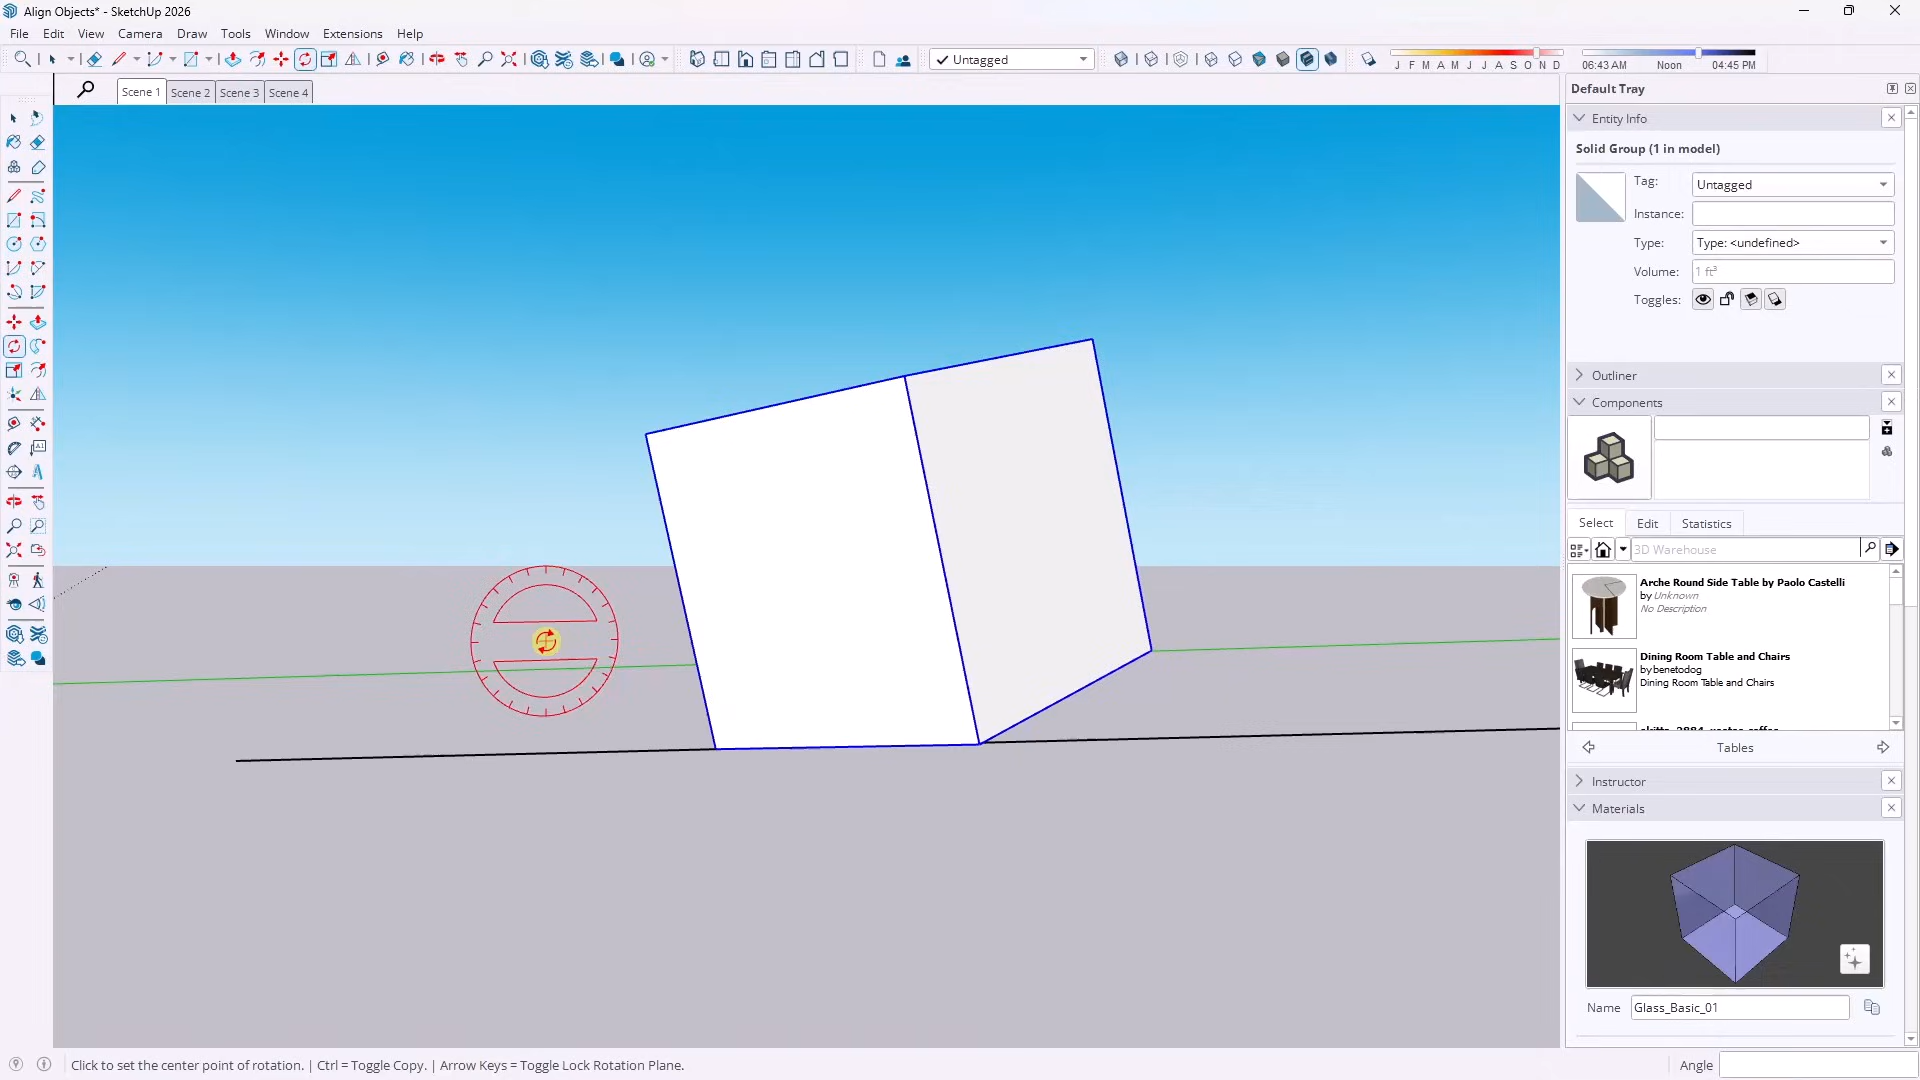 Align Objects* - SketchUp 2026
File Edit View Camera Draw Tools Window Extensions Help
Untagged
J F M A M J J A S O N D
06:43 AM Noon 04:45 PM
Scene 1 Scene 2 Scene 3 Scene 4
Default Tray
Entity Info
Solid Group (1 in model)
Tag: Untagged
Instance:
Type: Type: <undefined>
Volume: 1 ft³
Toggles:
Outliner
Components
Select Edit Statistics
3D Warehouse
Arche Round Side Table by Paolo Castelli
by Unknown
No Description
Dining Room Table and Chairs
by benetodog
Dining Room Table and Chairs
Tables
Instructor
Materials
Name Glass_Basic_01
Click to set the center point of rotation. | Ctrl = Toggle Copy. | Arrow Keys = Toggle Lock Rotation Plane.
Angle